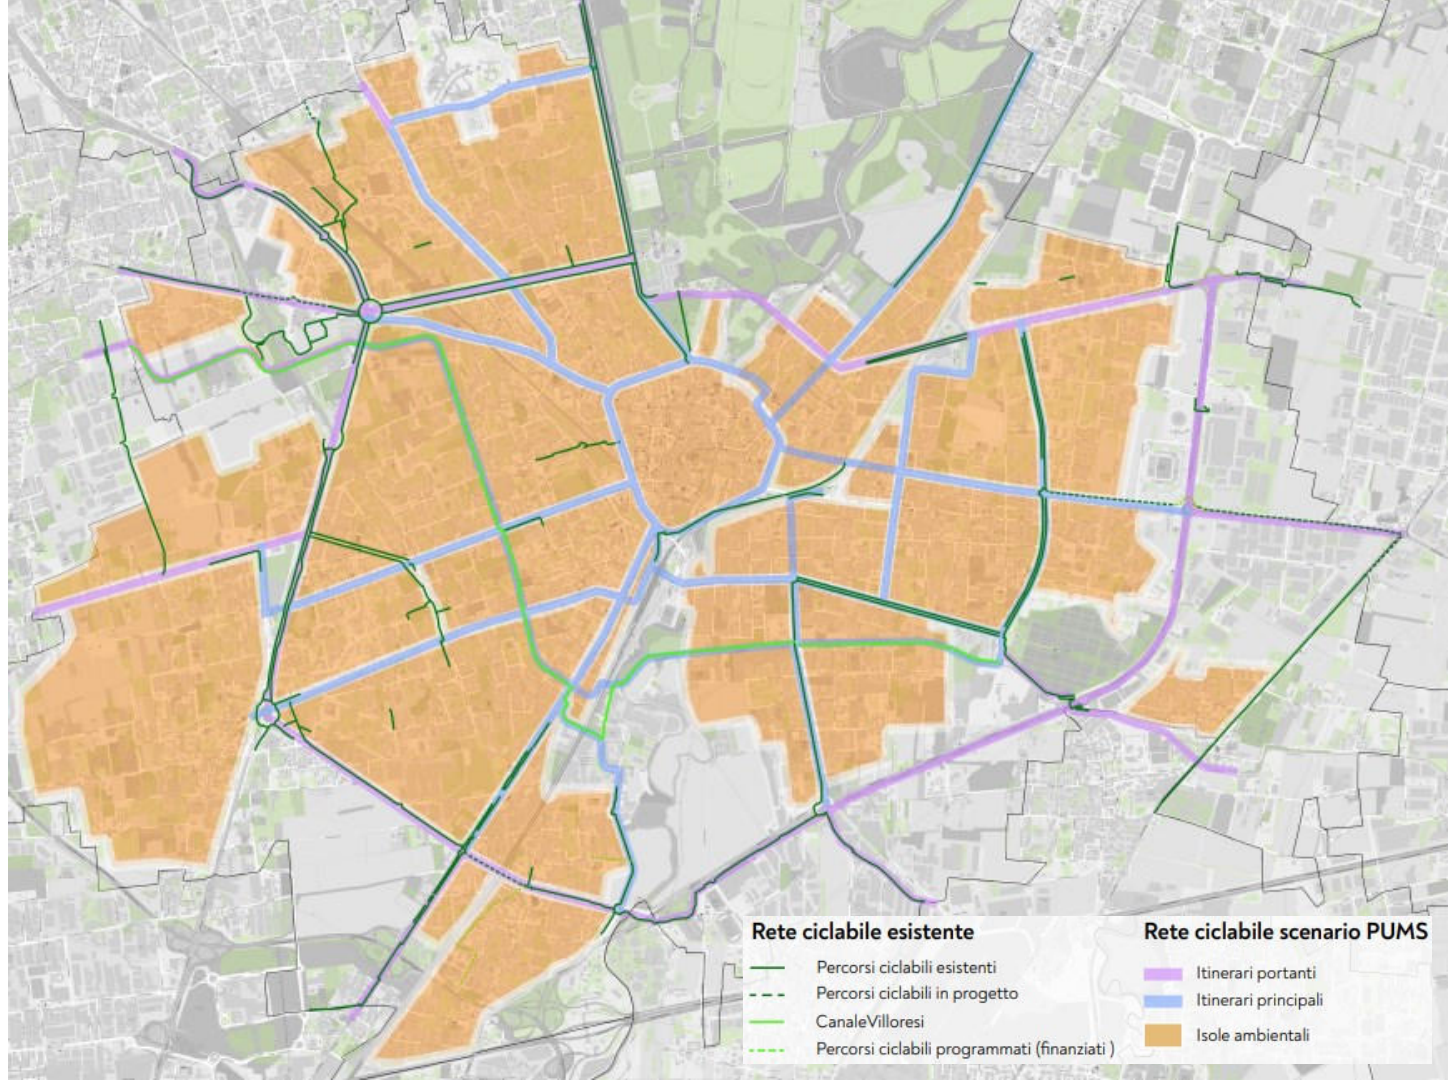 Rete ciclabile esistente
Percorsi ciclabili esistenti
Percorsi ciclabili in progetto
CanaleVilloresi
Percorsi ciclabili programmati (finanziati )
Rete ciclabile scenario PUMS
Itinerari portanti
Itinerari principali
Isole ambientali